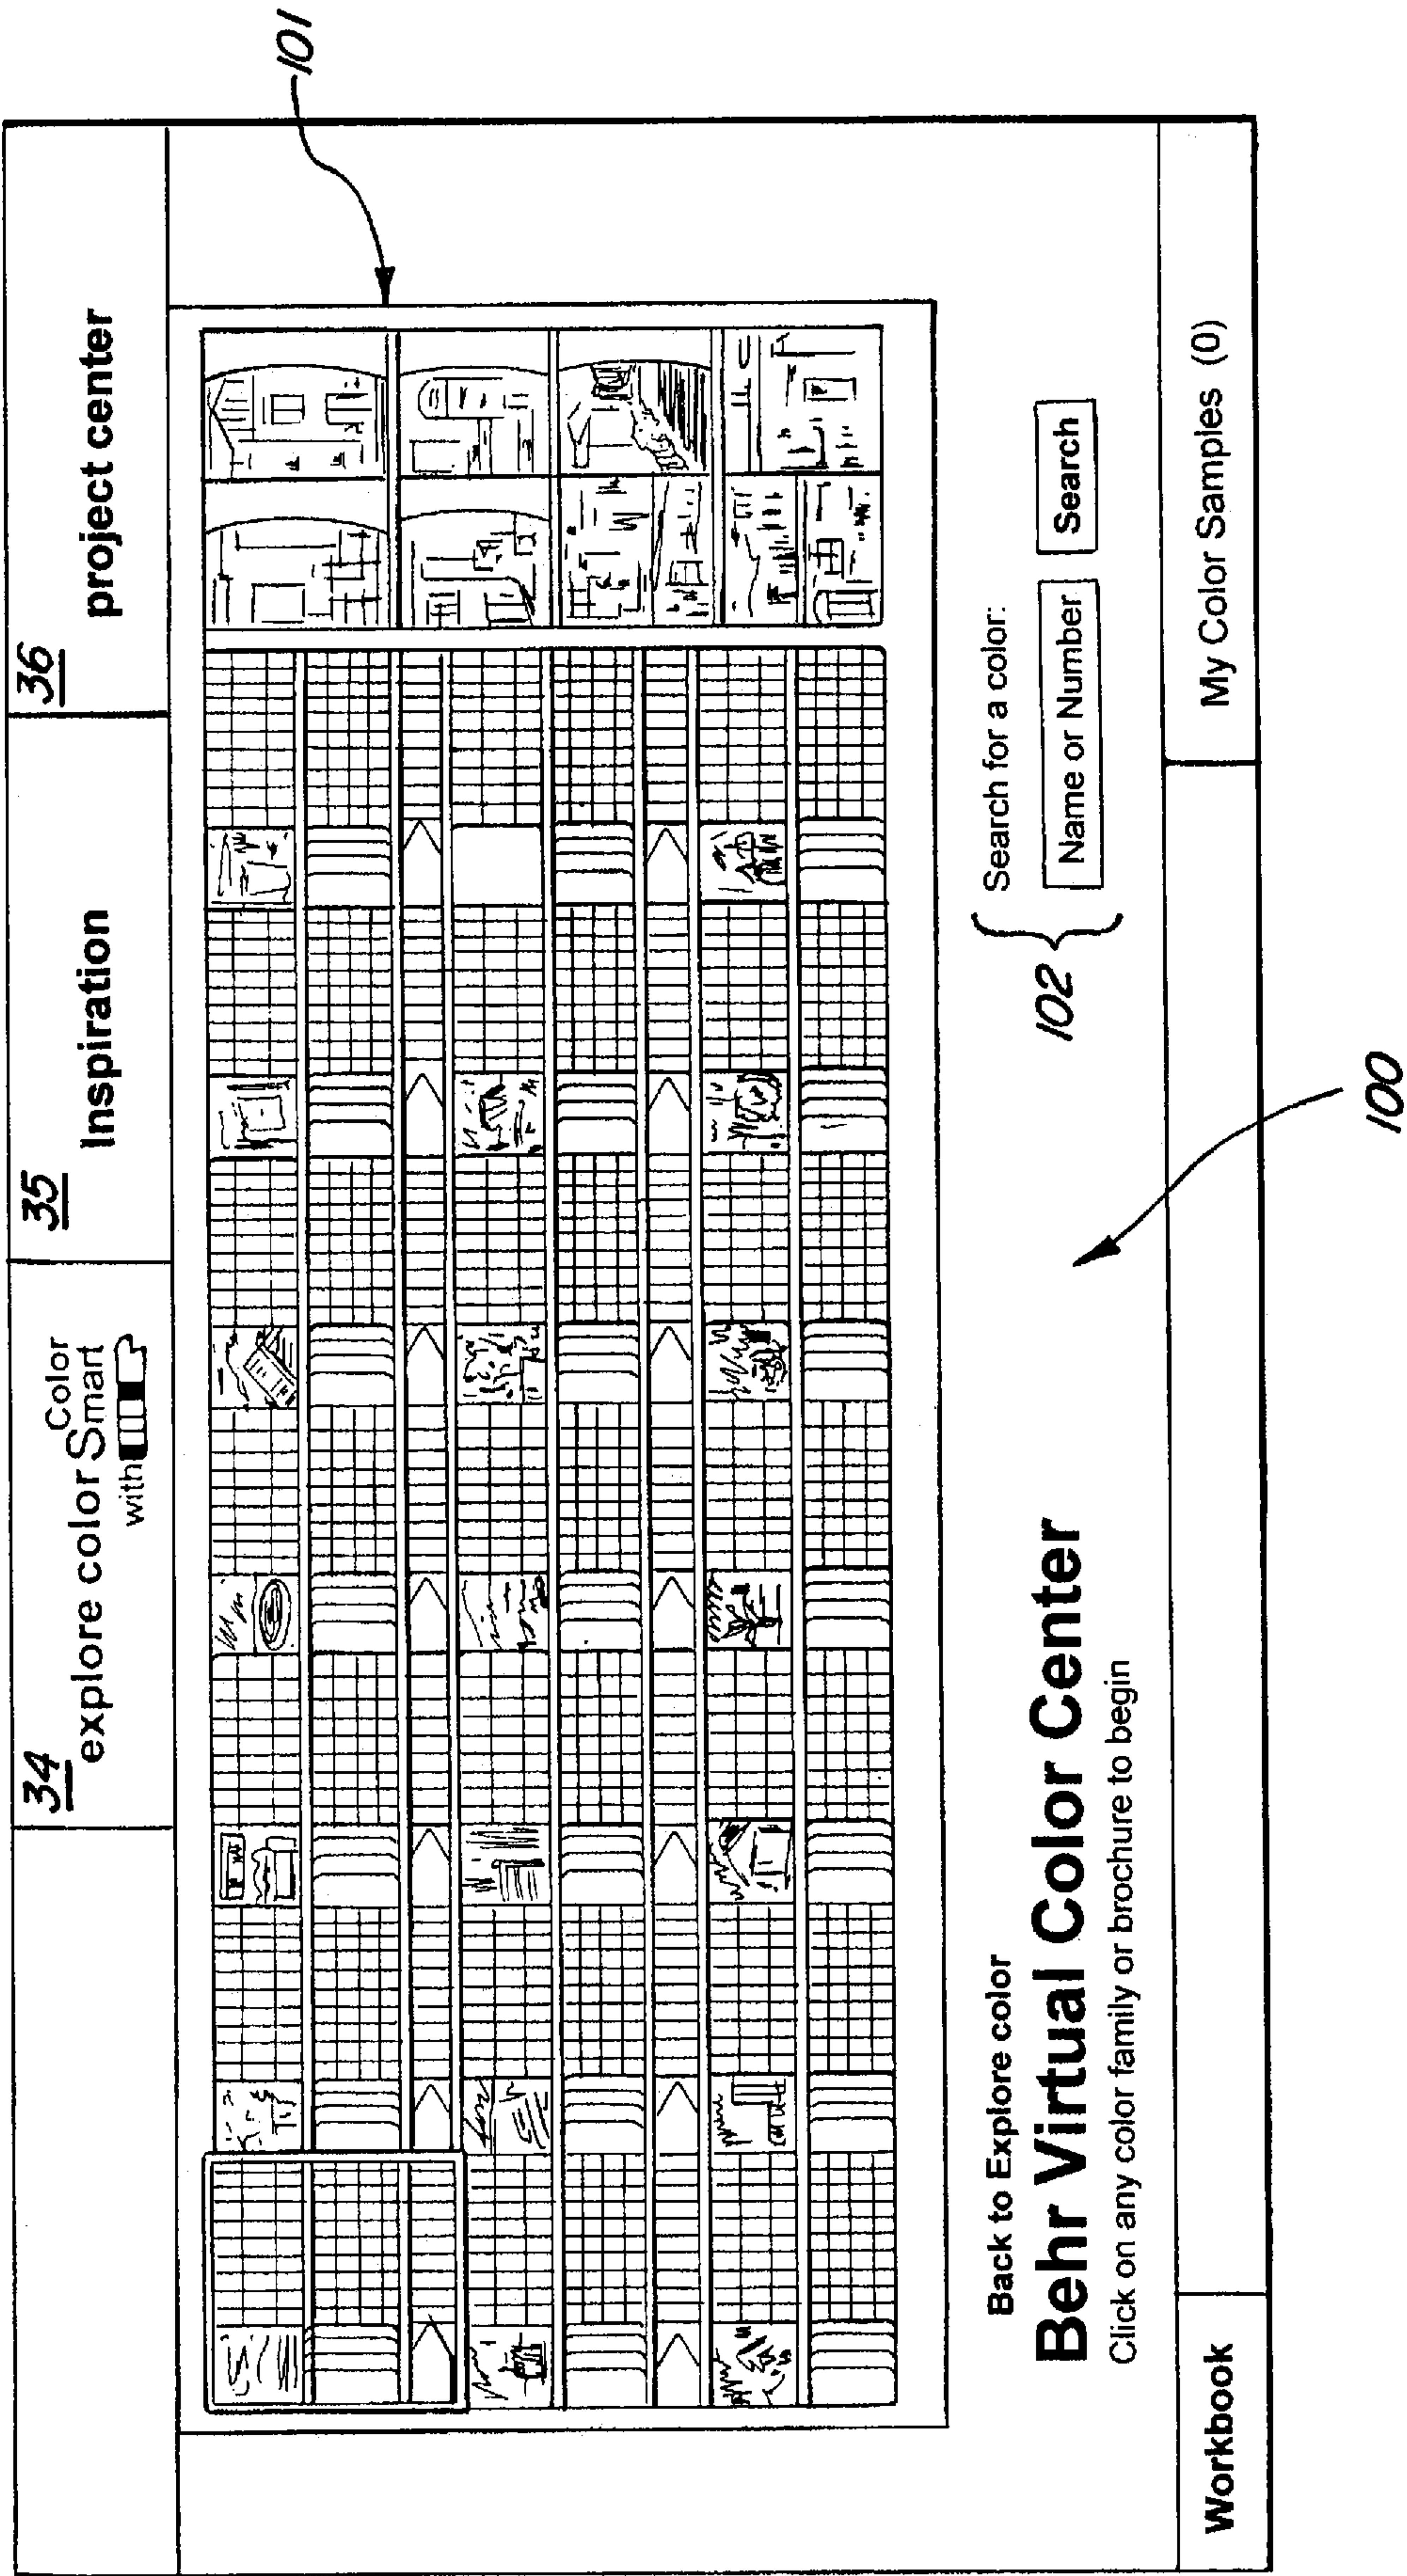 34
explore color Color Smart
with
35
Inspiration
36
project center
101
Back to Explore color
Behr Virtual Color Center
Click on any color family or brochure to begin
102
Search for a color:
Name or Number
Search
Workbook
My Color Samples (0)
100